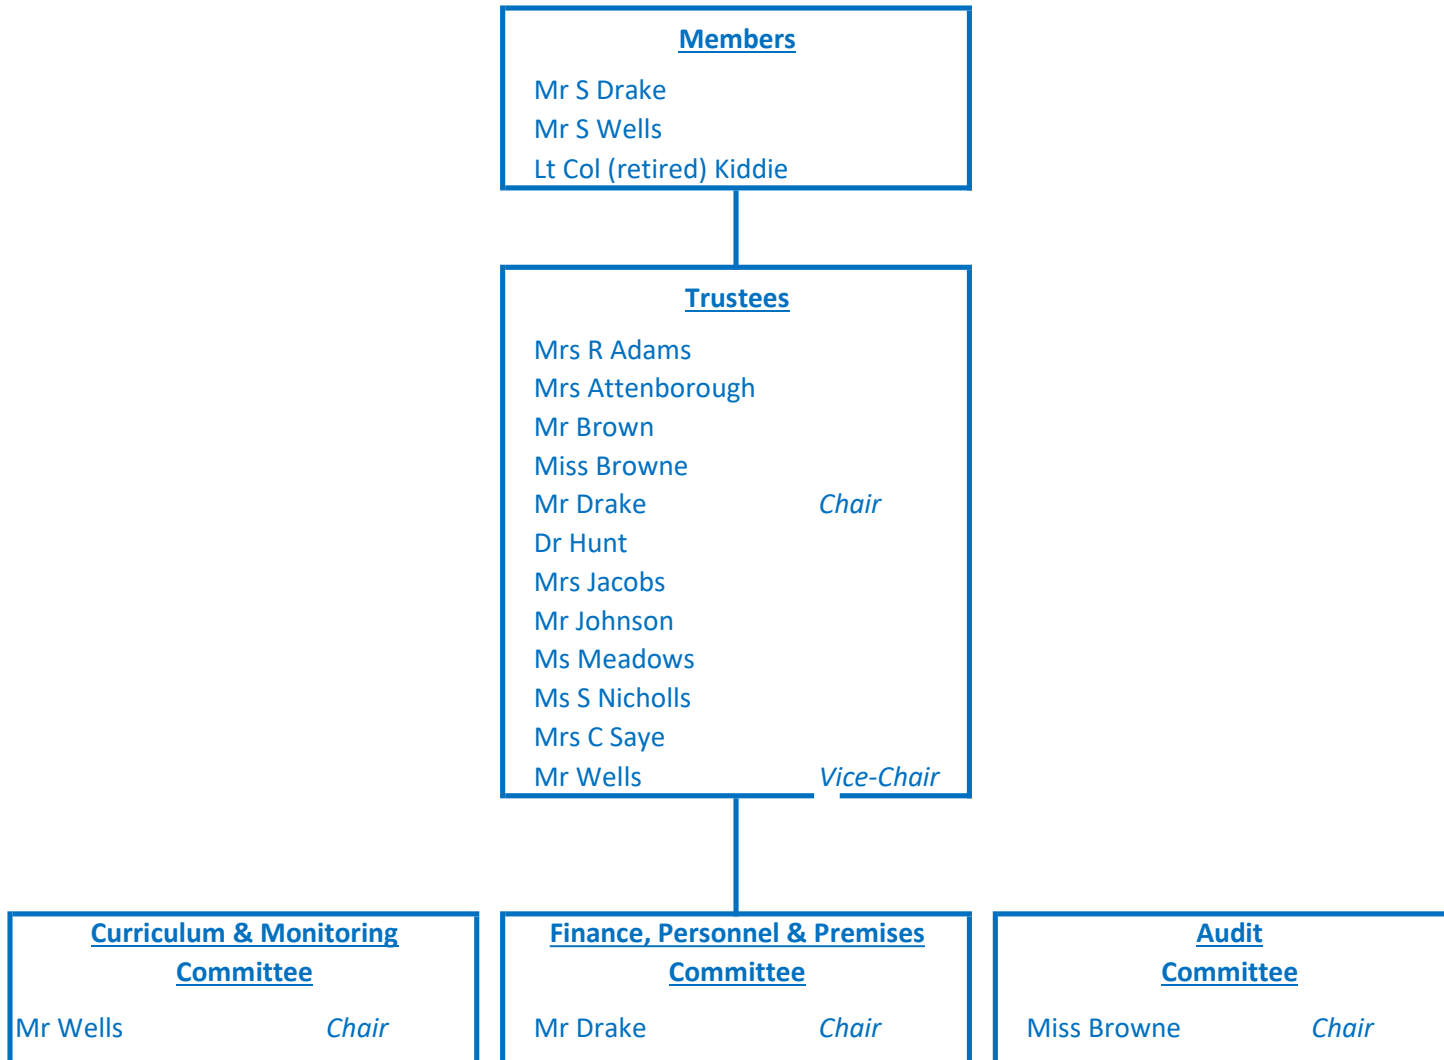 Members
Mr S Drake
Mr S Wells
Lt Col (retired) Kiddie
Trustees
Mrs R Adams
Mrs Attenborough
Mr Brown
Miss Browne
Mr Drake Chair
Dr Hunt
Mrs Jacobs
Mr Johnson
Ms Meadows
Ms S Nicholls
Mrs C Saye
Mr Wells Vice-Chair
Curriculum & Monitoring
Committee
Mr Wells Chair
Finance, Personnel & Premises
Committee
Mr Drake Chair
Audit
Committee
Miss Browne Chair